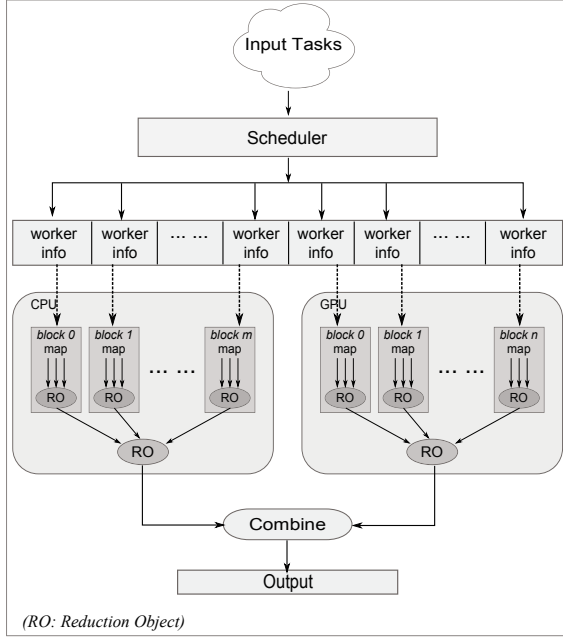 Input Tasks
Scheduler
worker info
worker info
... ...
worker info
worker info
worker info
... ...
worker info
CPU
block 0
map
RO
block 1
map
RO
... ...
block m
map
RO
RO
GPU
block 0
map
RO
block 1
map
RO
... ...
block n
map
RO
RO
Combine
Output
(RO: Reduction Object)